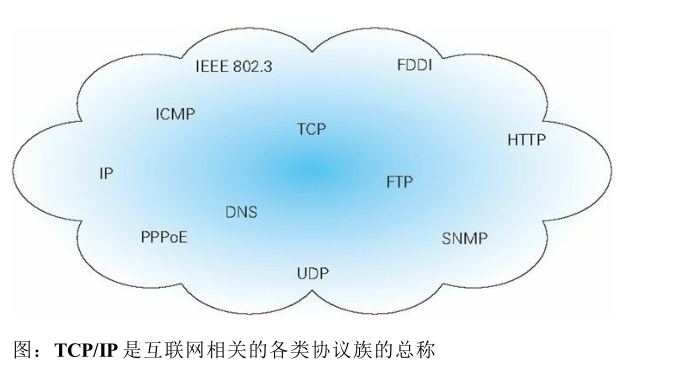 IEEE 802.3
FDDI
ICMP
TCP
HTTP
IP
FTP
DNS
PPPoE
SNMP
UDP
图：TCP/IP 是互联网相关的各类协议族的总称